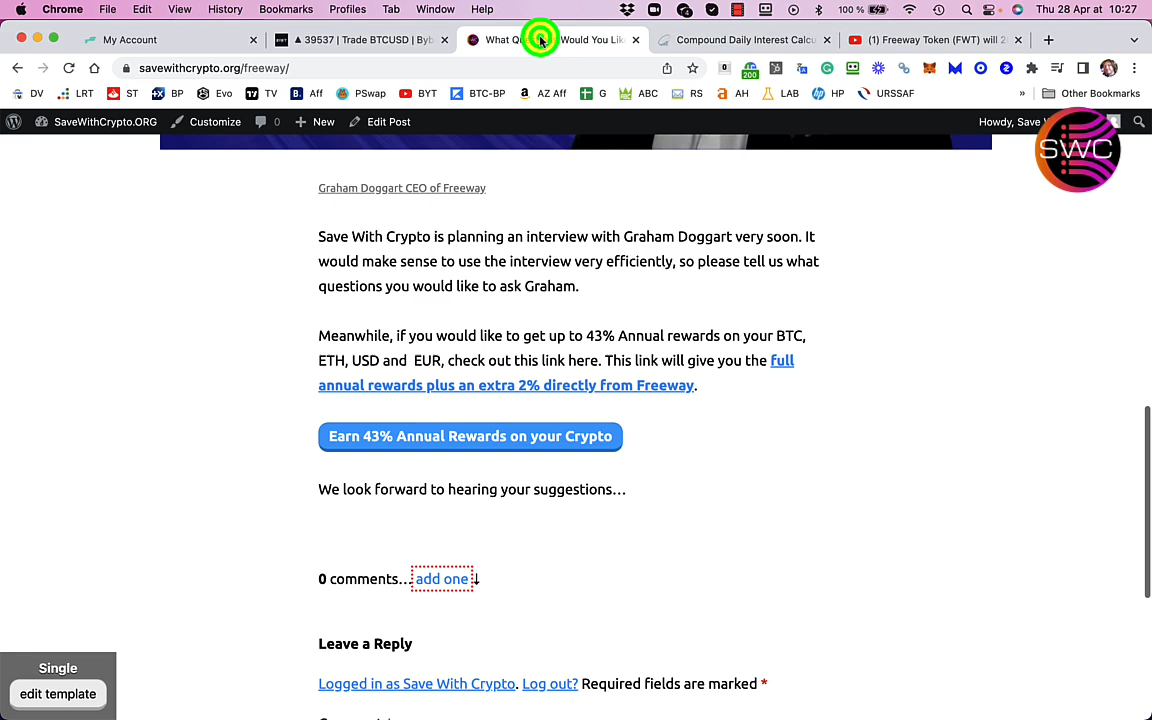 Chrome File Edit View History Bookmarks Profiles Tab Window Help 100 % Thu 28 Apr at 10:27
My Account
▲ 39537 | Trade BTCUSD | Byb
What Qu Would You Lik
Compound Daily Interest Calcu
(1) Freeway Token (FWT) will 2
savewithcrypto.org/freeway/
200
DV LRT ST BP Evo TV Aff PSwap BYT BTC-BP AZ Aff G ABC RS AH LAB HP URSSAF » Other Bookmarks
SaveWithCrypto.ORG Customize 0 New Edit Post Howdy, Save
SWC
Graham Doggart CEO of Freeway
Save With Crypto is planning an interview with Graham Doggart very soon. It
would make sense to use the interview very efficiently, so please tell us what
questions you would like to ask Graham.
Meanwhile, if you would like to get up to 43% Annual rewards on your BTC,
ETH, USD and EUR, check out this link here. This link will give you the full
annual rewards plus an extra 2% directly from Freeway.
Earn 43% Annual Rewards on your Crypto
We look forward to hearing your suggestions…
0 comments… add one ↓
Leave a Reply
Logged in as Save With Crypto. Log out? Required fields are marked *
Single
edit template